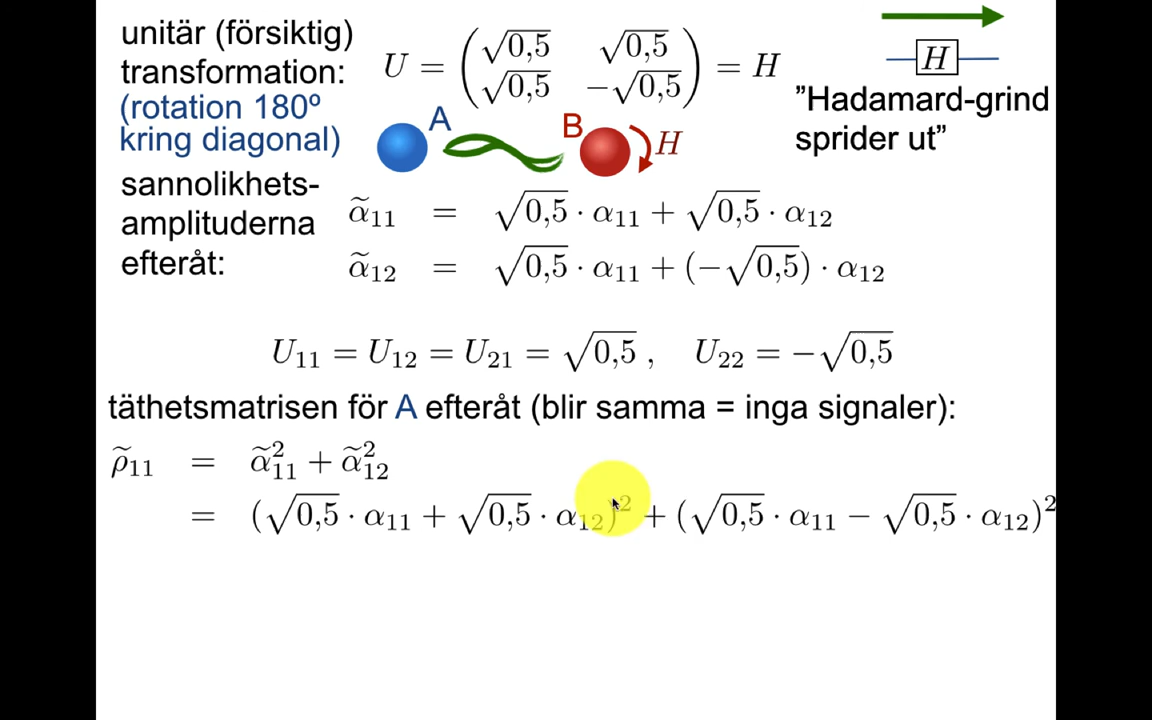 unitär (försiktig)
transformation:
(rotation 180º
kring diagonal)
U = (√0,5 √0,5
√0,5 −√0,5) = H
H
"Hadamard-grind
sprider ut"
A
B
H
sannolikhets-
amplituderna
efteråt:
α̃₁₁ = √0,5 · α₁₁ + √0,5 · α₁₂
α̃₁₂ = √0,5 · α₁₁ + (−√0,5) · α₁₂
U₁₁ = U₁₂ = U₂₁ = √0,5 , U₂₂ = −√0,5
täthetsmatrisen för A efteråt (blir samma = inga signaler):
ρ̃₁₁ = α̃₁₁² + α̃₁₂²
= (√0,5 · α₁₁ + √0,5 · α₁₂)² + (√0,5 · α₁₁ − √0,5 · α₁₂)²